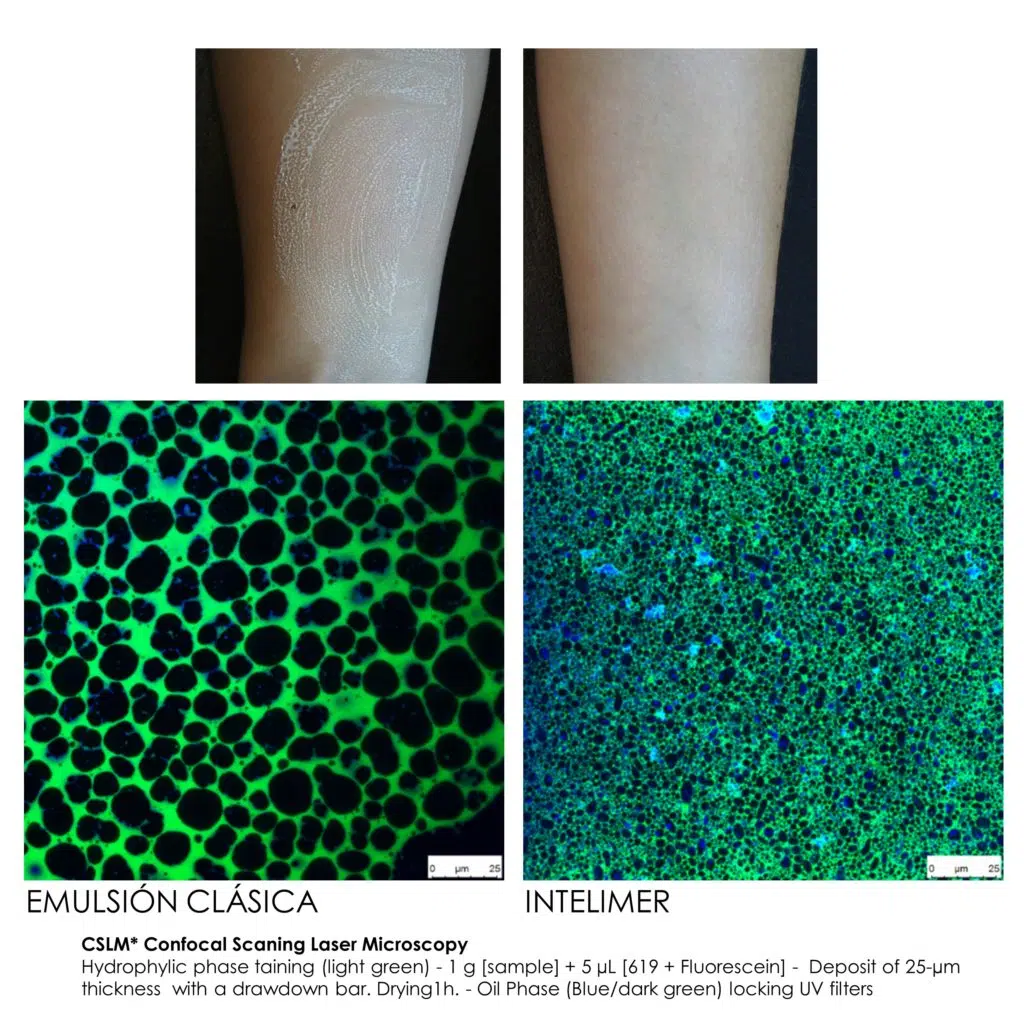 0 µm 25
0 µm 25
EMULSIÓN CLÁSICA
INTELIMER
CSLM* Confocal Scaning Laser Microscopy
Hydrophylic phase taining (light green) - 1 g [sample] + 5 µL [619 + Fluorescein] - Deposit of 25-µm
thickness with a drawdown bar. Drying1h. - Oil Phase (Blue/dark green) locking UV filters